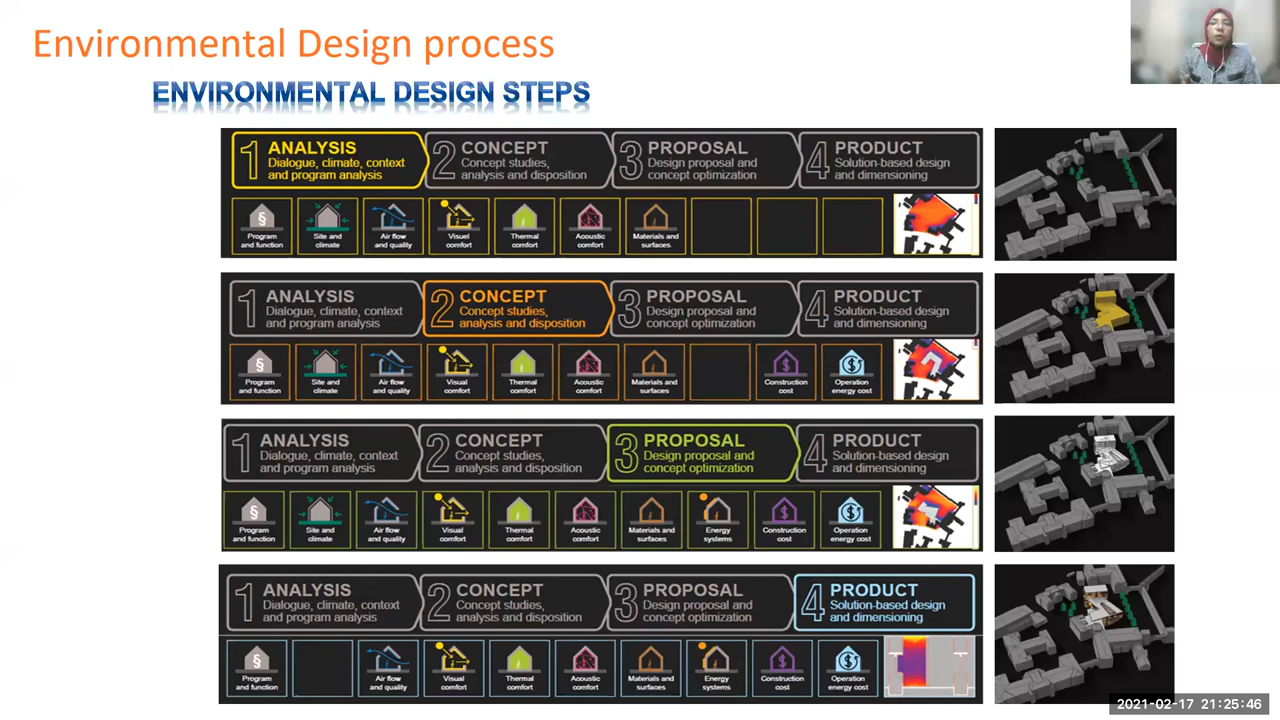 Environmental Design process
ENVIRONMENTAL DESIGN STEPS
1 ANALYSIS
Dialogue, climate, context
and program analysis
2 CONCEPT
Concept studies,
analysis and disposition
3 PROPOSAL
Design proposal and
concept optimization
4 PRODUCT
Solution-based design
and dimensioning
§
Program
and function
Site and
climate
Air flow
and quality
Visuel
comfort
Thermal
comfort
Acoustic
comfort
Materials and
surfaces
1 ANALYSIS
Dialogue, climate, context
and program analysis
2 CONCEPT
Concept studies,
analysis and disposition
3 PROPOSAL
Design proposal and
concept optimization
4 PRODUCT
Solution-based design
and dimensioning
§
Program
and function
Site and
climate
Air flow
and quality
Visual
comfort
Thermal
comfort
Acoustic
comfort
Materials and
surfaces
$
Construction
cost
$
Operation
energy cost
1 ANALYSIS
Dialogue, climate, context
and program analysis
2 CONCEPT
Concept studies,
analysis and disposition
3 PROPOSAL
Design proposal and
concept optimization
4 PRODUCT
Solution-based design
and dimensioning
§
Program
and function
Site and
climate
Air flow
and quality
Visual
comfort
Thermal
comfort
Acoustic
comfort
Materials and
surfaces
Energy
systems
$
Construction
cost
$
Operation
energy cost
1 ANALYSIS
Dialogue, climate, context
and program analysis
2 CONCEPT
Concept studies,
analysis and disposition
3 PROPOSAL
Design proposal and
concept optimization
4 PRODUCT
Solution-based design
and dimensioning
§
Program
and function
Air flow
and quality
Visual
comfort
Thermal
comfort
Acoustic
comfort
Materials and
surfaces
Energy
systems
$
Construction
cost
$
Operation
energy cost
2021-02-17 21:25:46